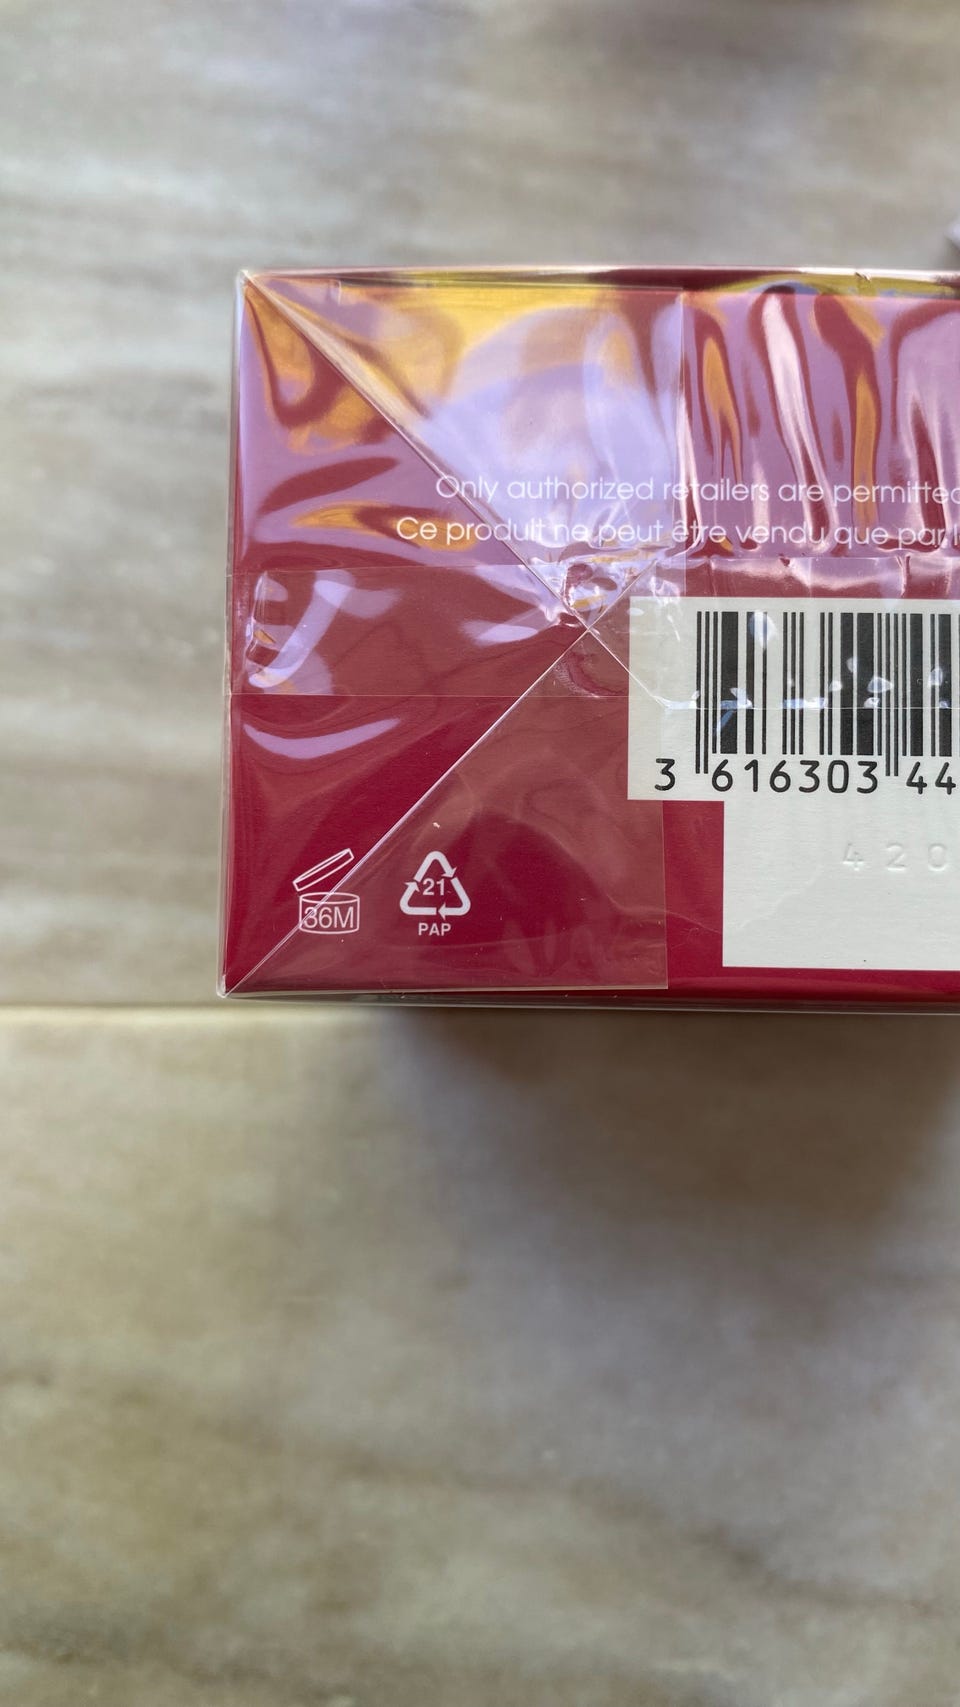 Only authorized retailers are permitted
Ce produit ne peut être vendu que par l
3 616303 44
420
36M
21
PAP